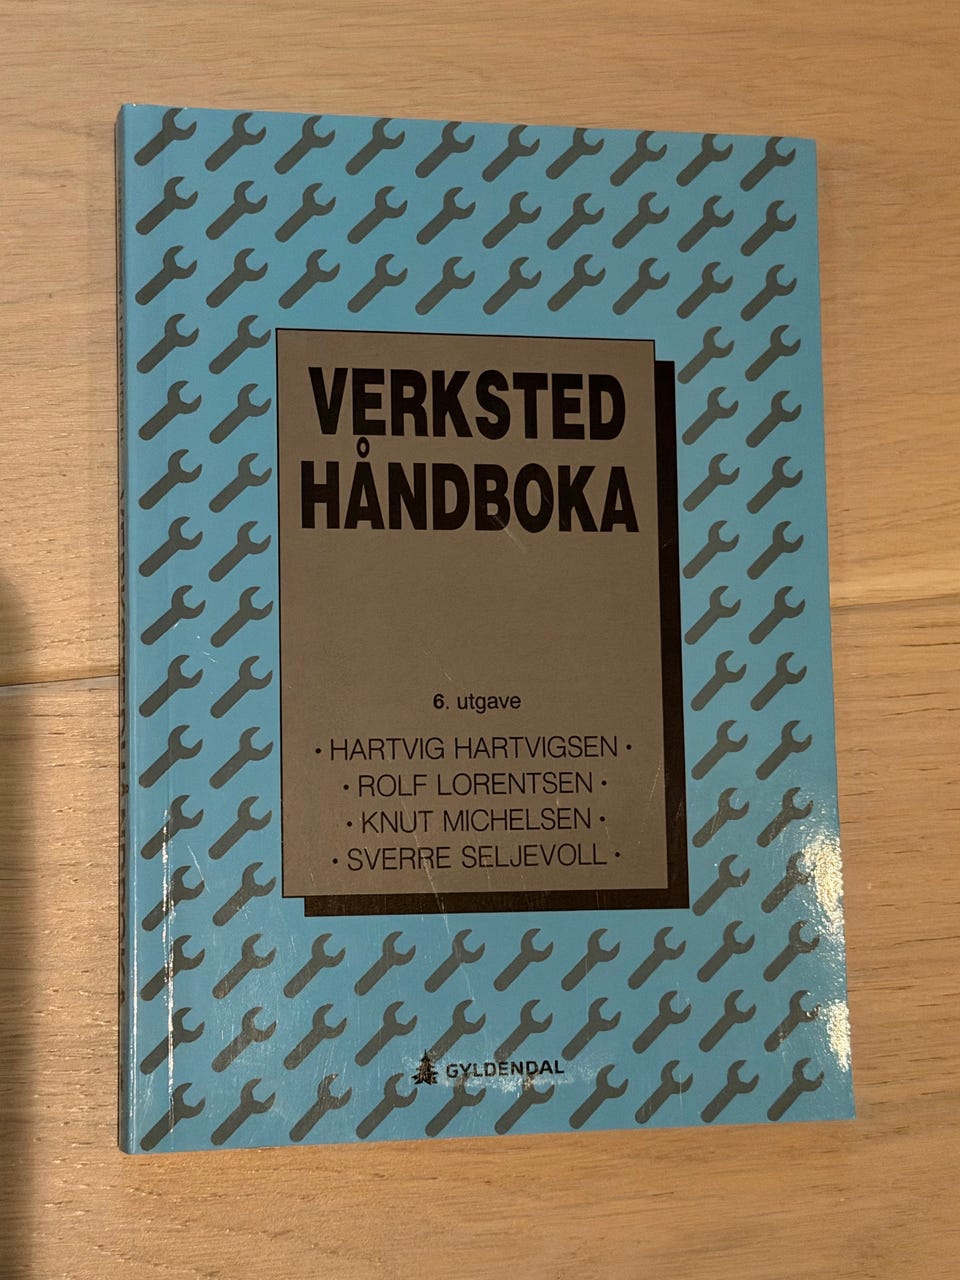 VERKSTED
HÅNDBOKA
6. utgave
· HARTVIG HARTVIGSEN ·
· ROLF LORENTSEN ·
· KNUT MICHELSEN ·
· SVERRE SELJEVOLL ·
GYLDENDAL